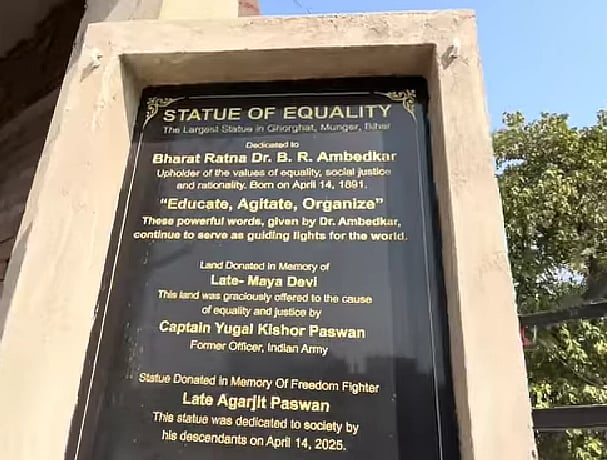 STATUE OF EQUALITY
The Largest Statue in Ghorghat, Munger, Bihar
Dedicated to
Bharat Ratna Dr. B. R. Ambedkar
Upholder of the values of equality, social justice
and rationality. Born on April 14, 1891.
“Educate, Agitate, Organize”
These powerful words, given by Dr. Ambedkar,
continue to serve as guiding lights for the world.
Land Donated in Memory of
Late- Maya Devi
This land was graciously offered to the cause
of equality and justice by
Captain Yugal Kishor Paswan
Former Officer, Indian Army
Statue Donated in Memory Of Freedom Fighter
Late Agarjit Paswan
This statue was dedicated to society by
his descendants on April 14, 2025.